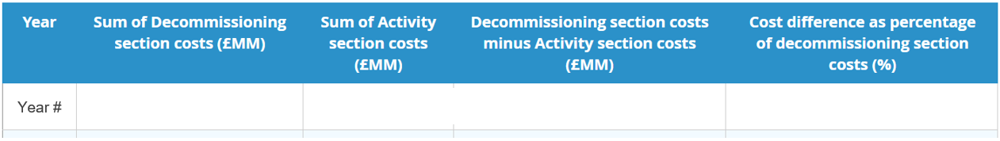 Year
Sum of Decommissioning
section costs (£MM)
Sum of Activity
section costs
(£MM)
Decommissioning section costs
minus Activity section costs
(£MM)
Cost difference as percentage
of decommissioning section
costs (%)
Year #